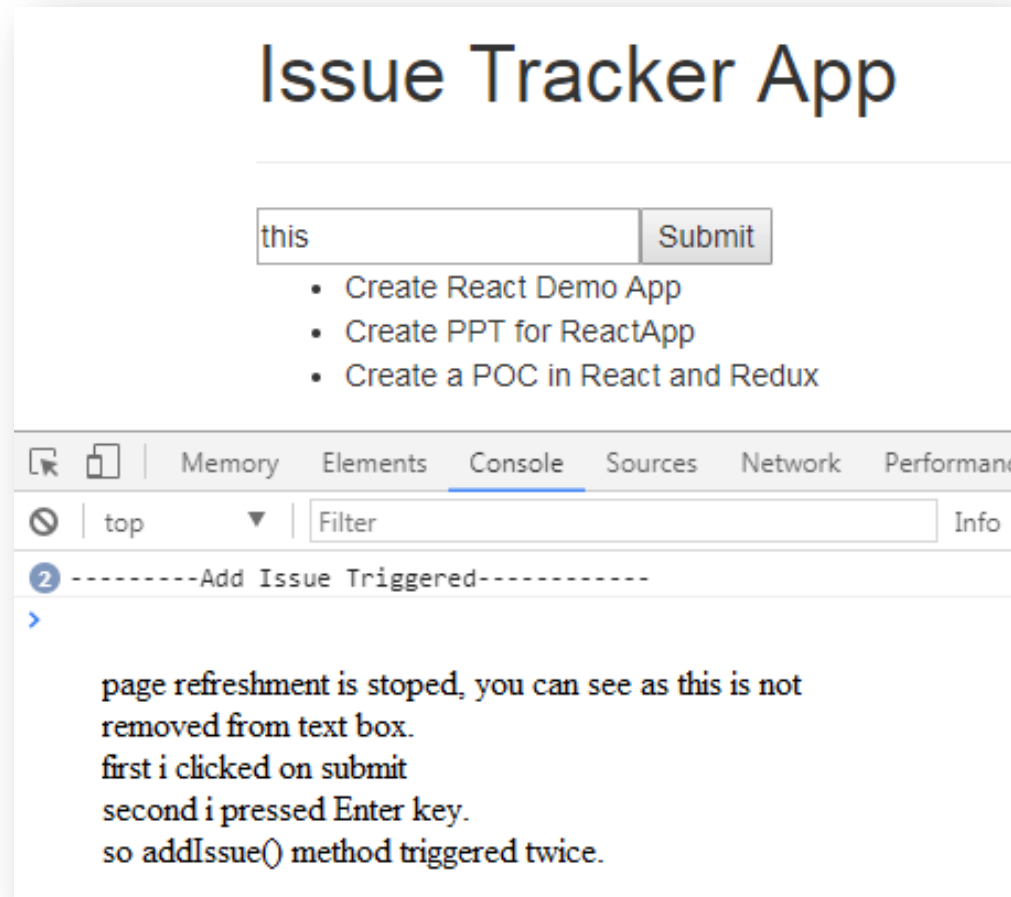 Issue Tracker App
this Submit
• Create React Demo App
• Create PPT for ReactApp
• Create a POC in React and Redux
Memory Elements Console Sources Network Performanc
top Filter Info
2 ---------Add Issue Triggered------------
>
page refreshment is stoped, you can see as this is not
removed from text box.
first i clicked on submit
second i pressed Enter key.
so addIssue() method triggered twice.